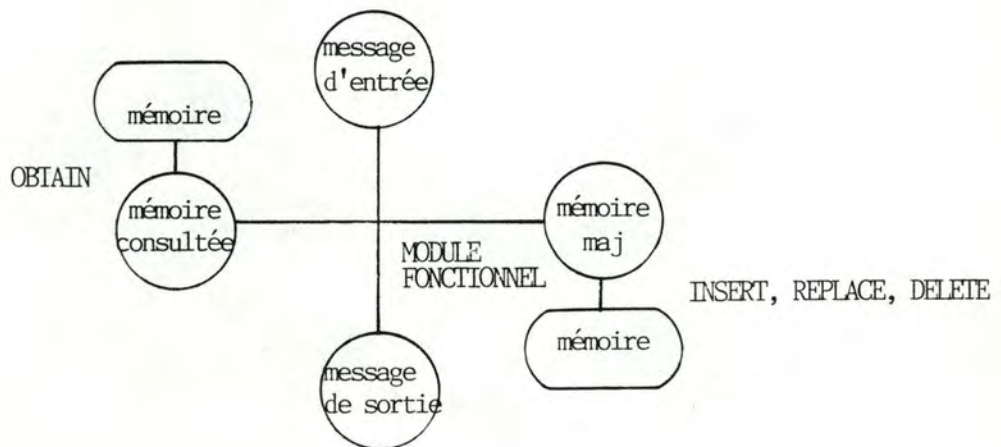 message
d'entrée
mémoire
OBTAIN
mémoire
consultée
mémoire
maj
MODULE
FONCTIONNEL
INSERT, REPLACE, DELETE
mémoire
message
de sortie